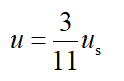 u = 3/11 u_s